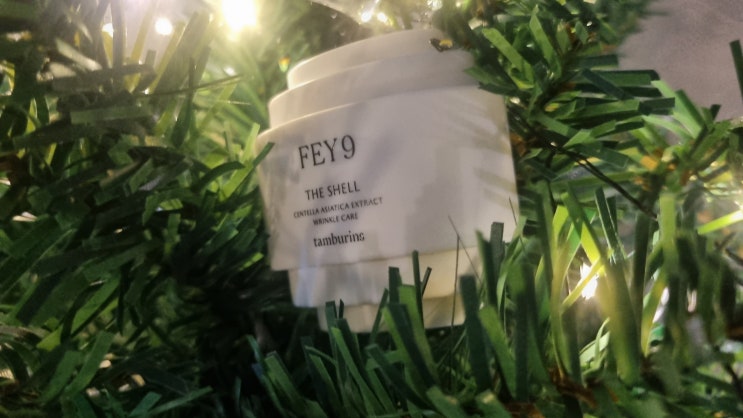 FEY9
THE SHELL
CENTELLA ASIATICA EXTRACT
WRINKLE CARE
tamburins